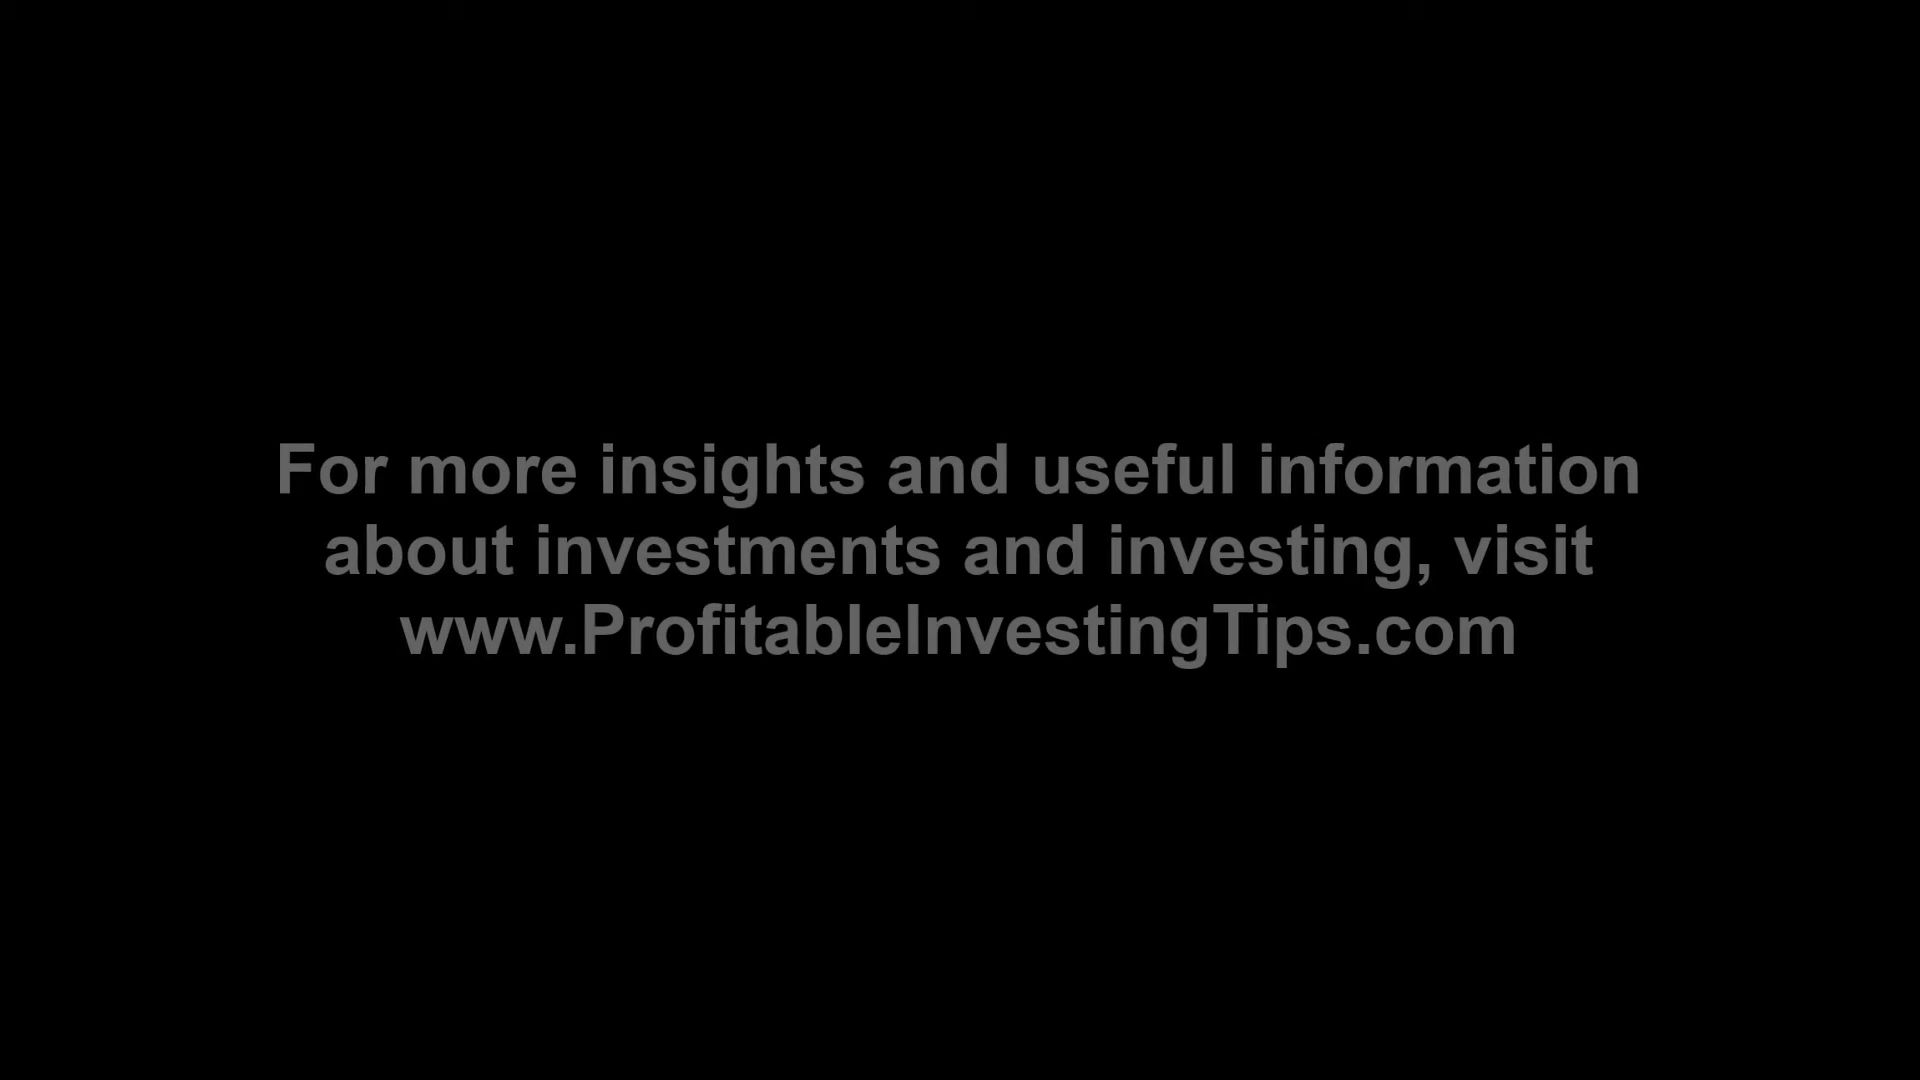 For more insights and useful information
about investments and investing, visit
www.ProfitableInvestingTips.com